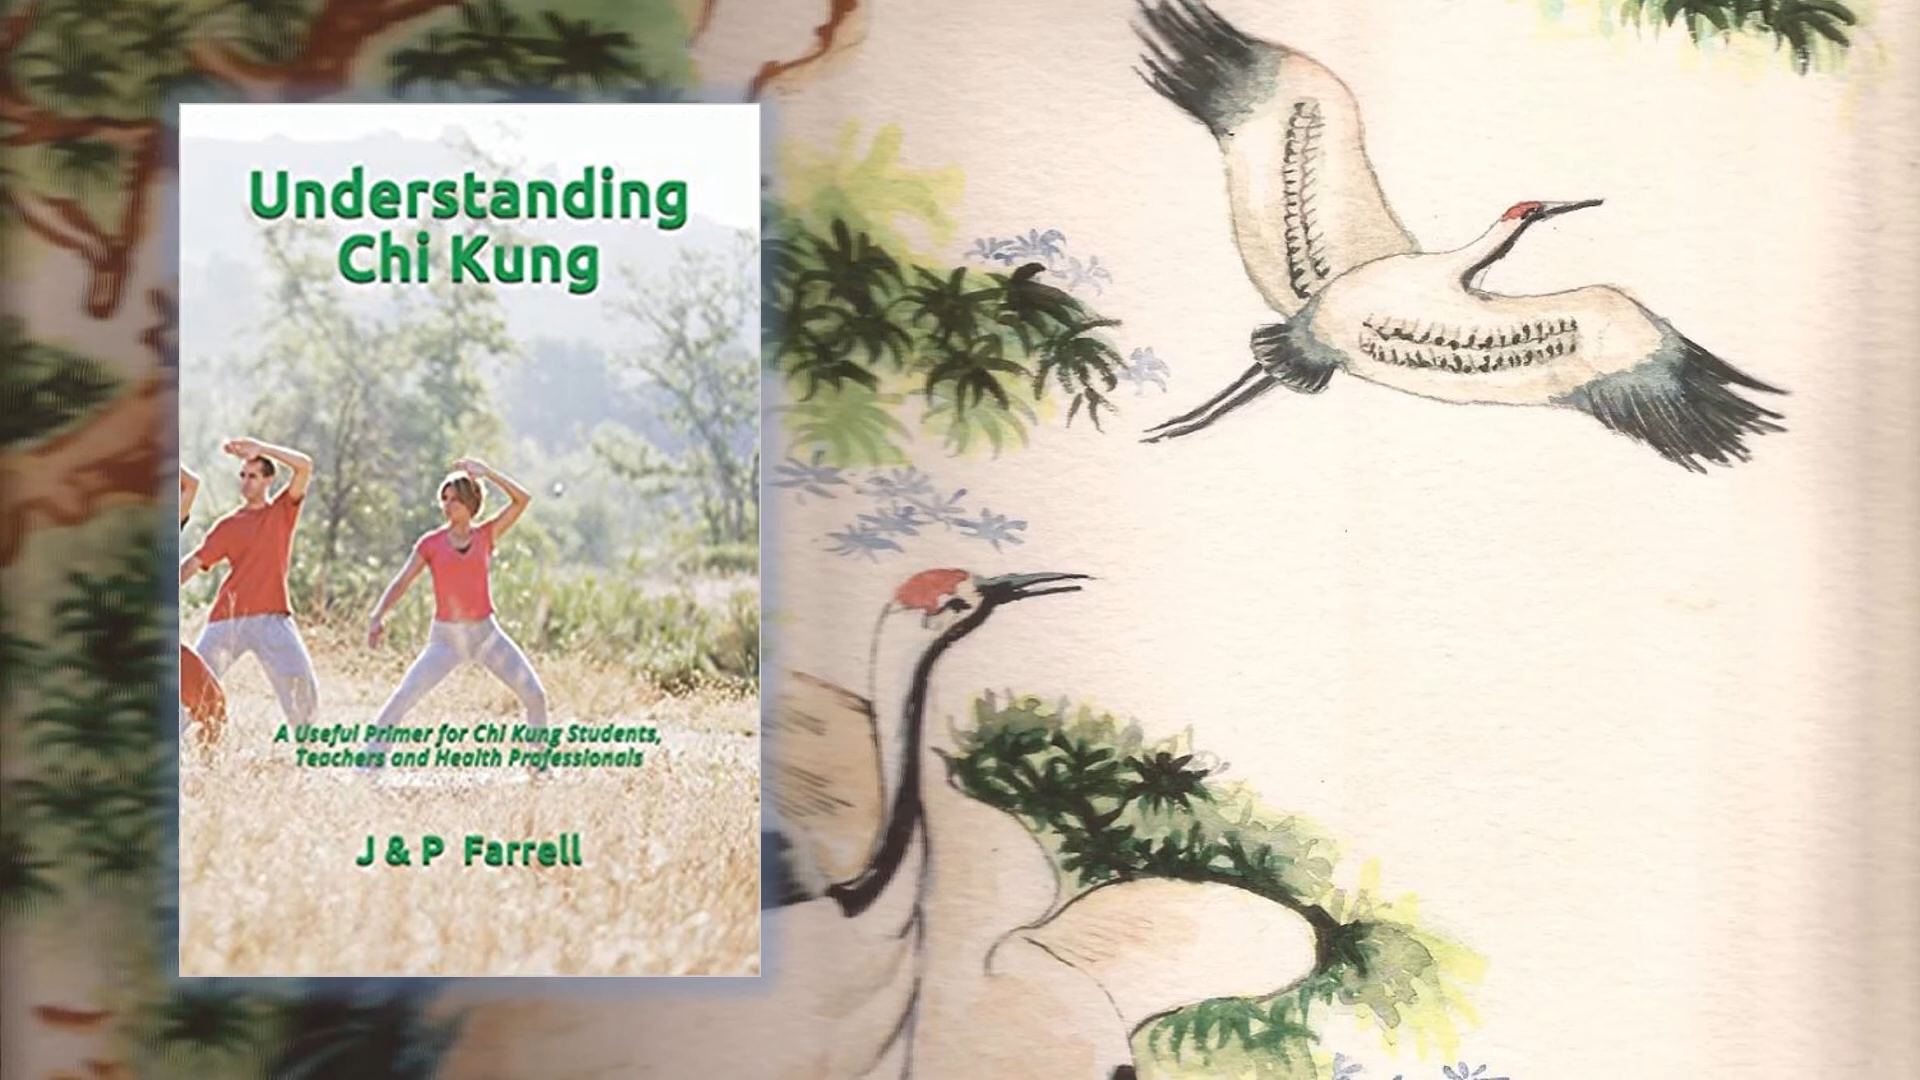 Understanding
Chi Kung
A Useful Primer for Chi Kung Students,
Teachers and Health Professionals
J & P Farrell